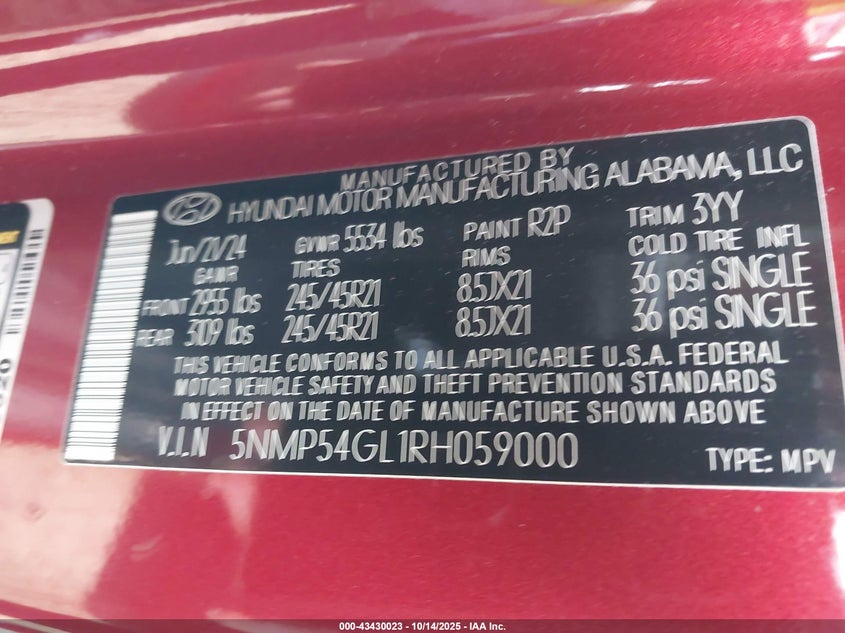 MANUFACTURED BY
HYUNDAI MOTOR MANUFACTURING ALABAMA, LLC
Jun/21/24 GVWR 5534 lbs PAINT R2P TRIM 3YY
GAWR TIRES RIMS COLD TIRE INFL
FRONT 2955 lbs 245/45R21 8.5JX21 36 psi SINGLE
REAR 3109 lbs 245/45R21 8.5JX21 36 psi SINGLE
THIS VEHICLE CONFORMS TO ALL APPLICABLE U.S.A. FEDERAL
MOTOR VEHICLE SAFETY AND THEFT PREVENTION STANDARDS
IN EFFECT ON THE DATE OF MANUFACTURE SHOWN ABOVE.
V.I.N 5NMP54GL1RH059000 TYPE: MPV
000-43430023 - 10/14/2025 - IAA Inc.